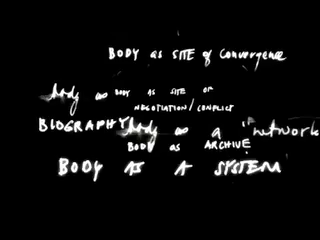 BODY as SITE of Convergence
body as BODY AS SITE OF
NEGOTIATION/CONFLICT
BIOGRAPHY body as a "network
BODY AS ARCHIVE
BODY AS A SYSTEM